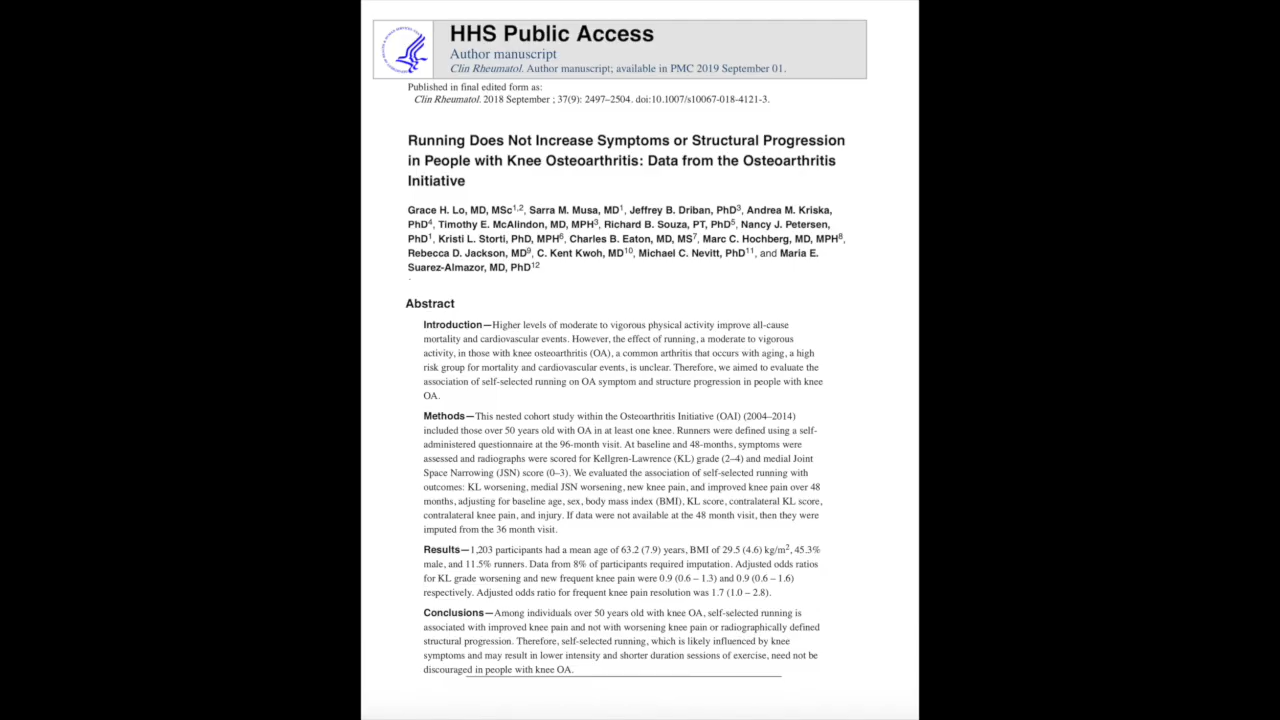 HHS Public Access
Author manuscript
Clin Rheumatol. Author manuscript; available in PMC 2019 September 01.
Published in final edited form as:
Clin Rheumatol. 2018 September ; 37(9): 2497–2504. doi:10.1007/s10067-018-4121-3.
Running Does Not Increase Symptoms or Structural Progression
in People with Knee Osteoarthritis: Data from the Osteoarthritis
Initiative
Grace H. Lo, MD, MSc1,2, Sarra M. Musa, MD1, Jeffrey B. Driban, PhD3, Andrea M. Kriska,
PhD4, Timothy E. McAlindon, MD, MPH3, Richard B. Souza, PT, PhD5, Nancy J. Petersen,
PhD1, Kristi L. Storti, PhD, MPH6, Charles B. Eaton, MD, MS7, Marc C. Hochberg, MD, MPH8,
Rebecca D. Jackson, MD9, C. Kent Kwoh, MD10, Michael C. Nevitt, PhD11, and Maria E.
Suarez-Almazor, MD, PhD12
Abstract
Introduction—Higher levels of moderate to vigorous physical activity improve all-cause
mortality and cardiovascular events. However, the effect of running, a moderate to vigorous
activity, in those with knee osteoarthritis (OA), a common arthritis that occurs with aging, a high
risk group for mortality and cardiovascular events, is unclear. Therefore, we aimed to evaluate the
association of self-selected running on OA symptom and structure progression in people with knee
OA.
Methods—This nested cohort study within the Osteoarthritis Initiative (OAI) (2004–2014)
included those over 50 years old with OA in at least one knee. Runners were defined using a self-
administered questionnaire at the 96-month visit. At baseline and 48-months, symptoms were
assessed and radiographs were scored for Kellgren-Lawrence (KL) grade (2–4) and medial Joint
Space Narrowing (JSN) score (0–3). We evaluated the association of self-selected running with
outcomes: KL worsening, medial JSN worsening, new knee pain, and improved knee pain over 48
months, adjusting for baseline age, sex, body mass index (BMI), KL score, contralateral KL score,
contralateral knee pain, and injury. If data were not available at the 48 month visit, then they were
imputed from the 36 month visit.
Results—1,203 participants had a mean age of 63.2 (7.9) years, BMI of 29.5 (4.6) kg/m2, 45.3%
male, and 11.5% runners. Data from 8% of participants required imputation. Adjusted odds ratios
for KL grade worsening and new frequent knee pain were 0.9 (0.6 – 1.3) and 0.9 (0.6 – 1.6)
respectively. Adjusted odds ratio for frequent knee pain resolution was 1.7 (1.0 – 2.8).
Conclusions—Among individuals over 50 years old with knee OA, self-selected running is
associated with improved knee pain and not with worsening knee pain or radiographically defined
structural progression. Therefore, self-selected running, which is likely influenced by knee
symptoms and may result in lower intensity and shorter duration sessions of exercise, need not be
discouraged in people with knee OA.